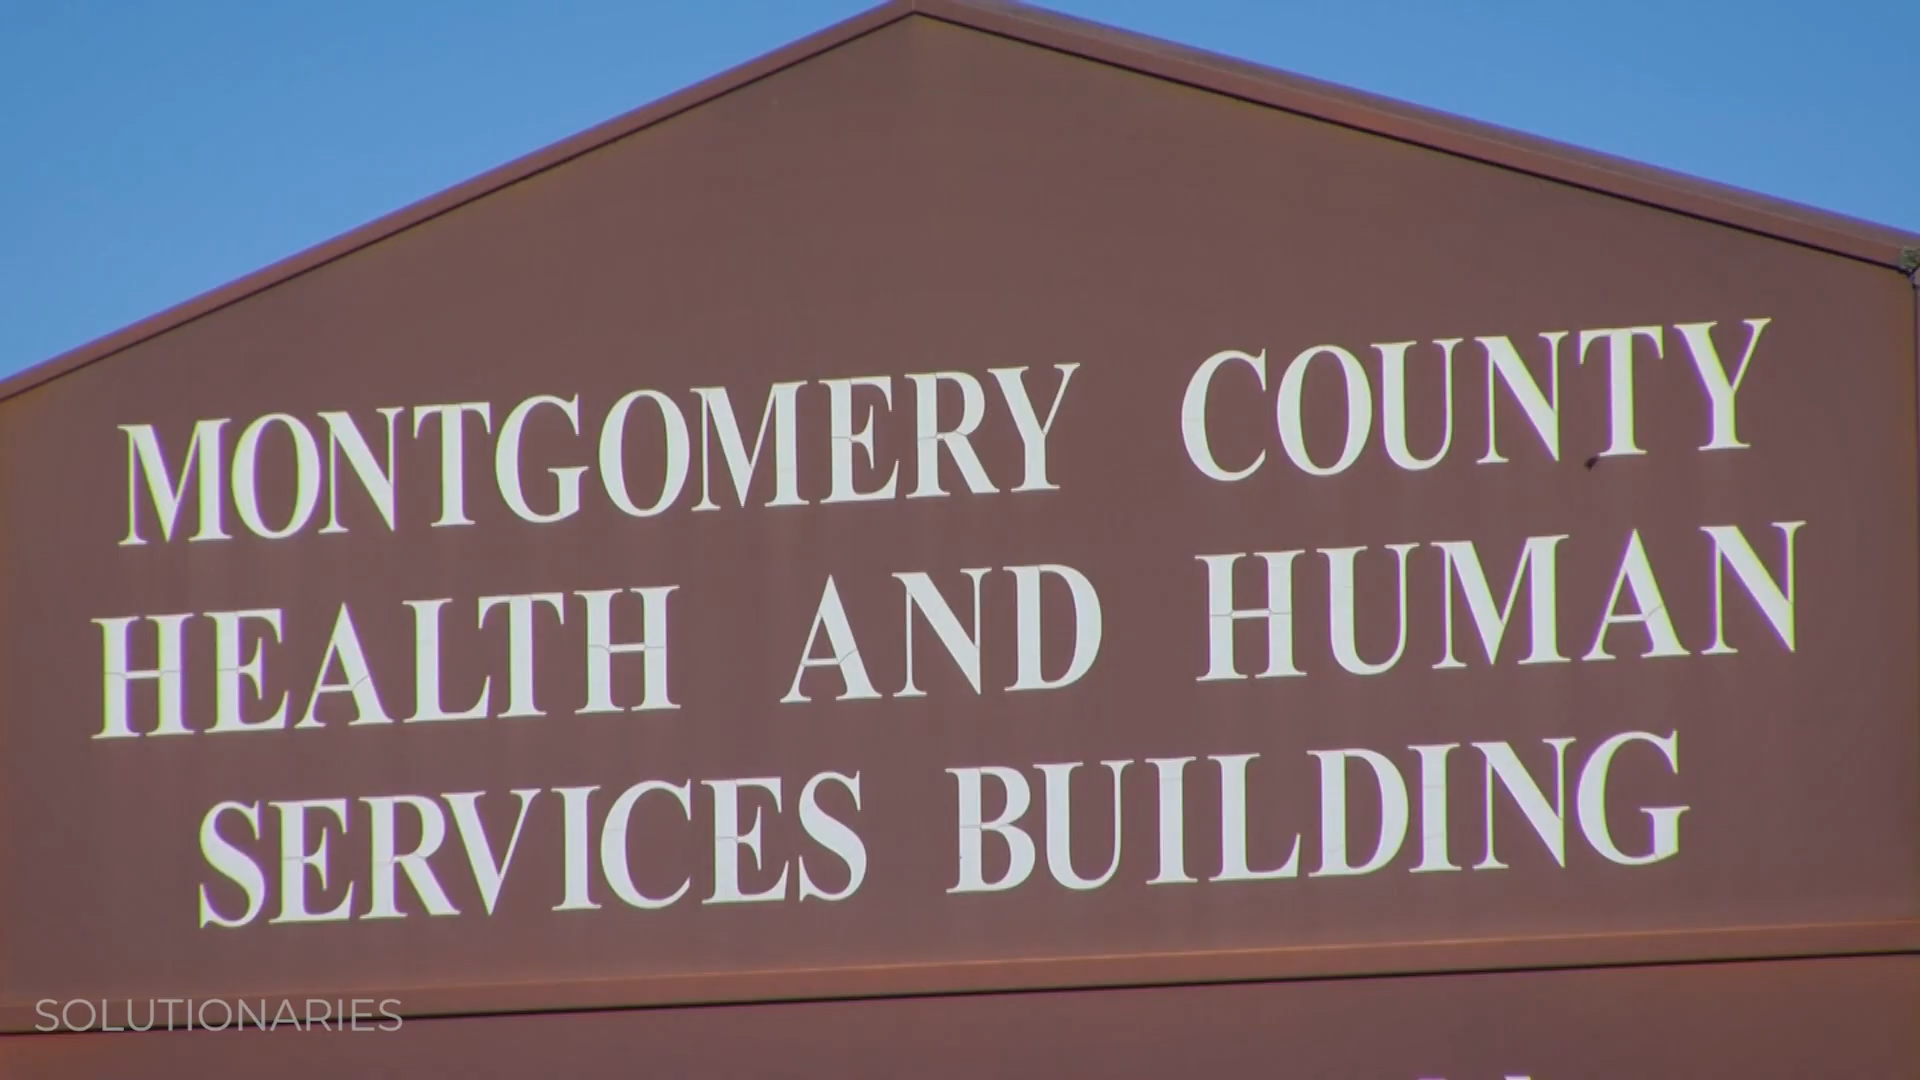 MONTGOMERY COUNTY
HEALTH AND HUMAN
SERVICES BUILDING
SOLUTIONARIES